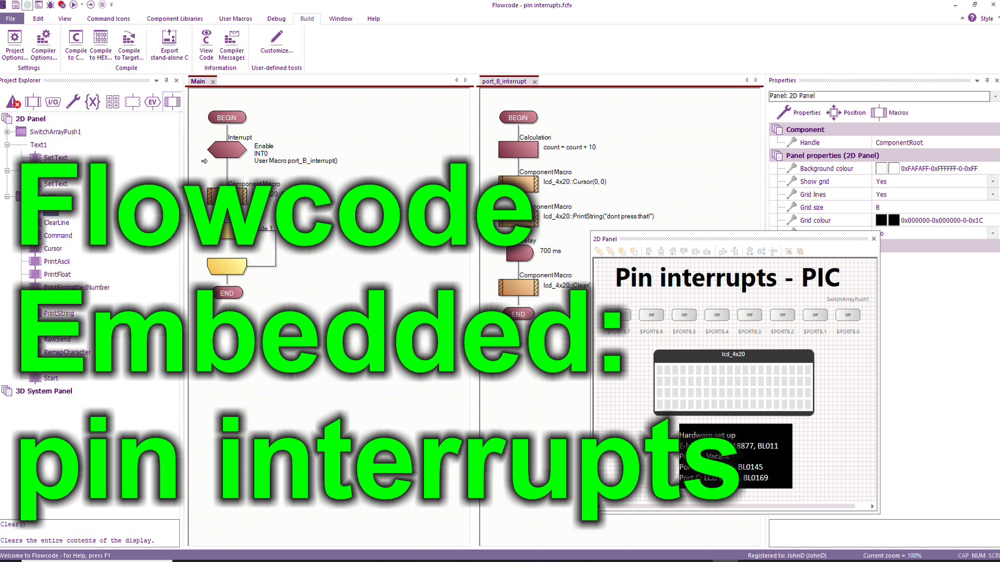 Flowcode - pin interrupts.fcfx
File Edit View Command Icons Component Libraries User Macros Debug Build Window Help
Style
Project Options...
Compiler Options...
Compile to C...
Compile to HEX...
Compile to Target...
Export stand-alone C
View Code
Compiler Messages
Customize...
Settings
Compile
Information
User-defined tools
Project Explorer
I/O
{X}
EV
2D Panel
SwitchArrayPush1
Text1
SetText
SetText
ClearLine
Command
Cursor
PrintAscii
PrintFloat
PrintFormattedNumber
PrintString
RawSend
RemapCharacter
Start
3D System Panel
Clear()
Clears the entire contents of the display.
Main
BEGIN
Interrupt
Enable
INT0
User Macro port_B_interrupt()
Component Macro
END
port_B_interrupt
BEGIN
Calculation
count = count + 10
Component Macro
lcd_4x20::Cursor(0, 0)
lcd_4x20::PrintString("dont press that!")
700 ms
Component Macro
lcd_4x20::Clear(
END
Properties
Panel: 2D Panel
Properties Position Macros
Component
Handle ComponentRoot
Panel properties (2D Panel)
Background colour 0xFAFAFF-0xFFFFFF-0-0xFF
Show grid Yes
Grid lines Yes
Grid size 8
Grid colour 0x000000-0x000000-0-0x1C
2D Panel
Pin interrupts - PIC
SwitchArrayPush1
Off Off Off Off Off Off Off
$PORTB.7 $PORTB.6 $PORTB.5 $PORTB.4 $PORTB.3 $PORTB.2 $PORTB.1 $PORTB.0
lcd_4x20
Hardware set up
18877, BL011
Vacant
BL0145
Port C: LCD BL0169
Flowcode
Embedded:
pin interrupts
Welcome to Flowcode - for Help, press F1
Registered to: JohnD (JohnD)
Current zoom = 100%
CAP NUM SCR